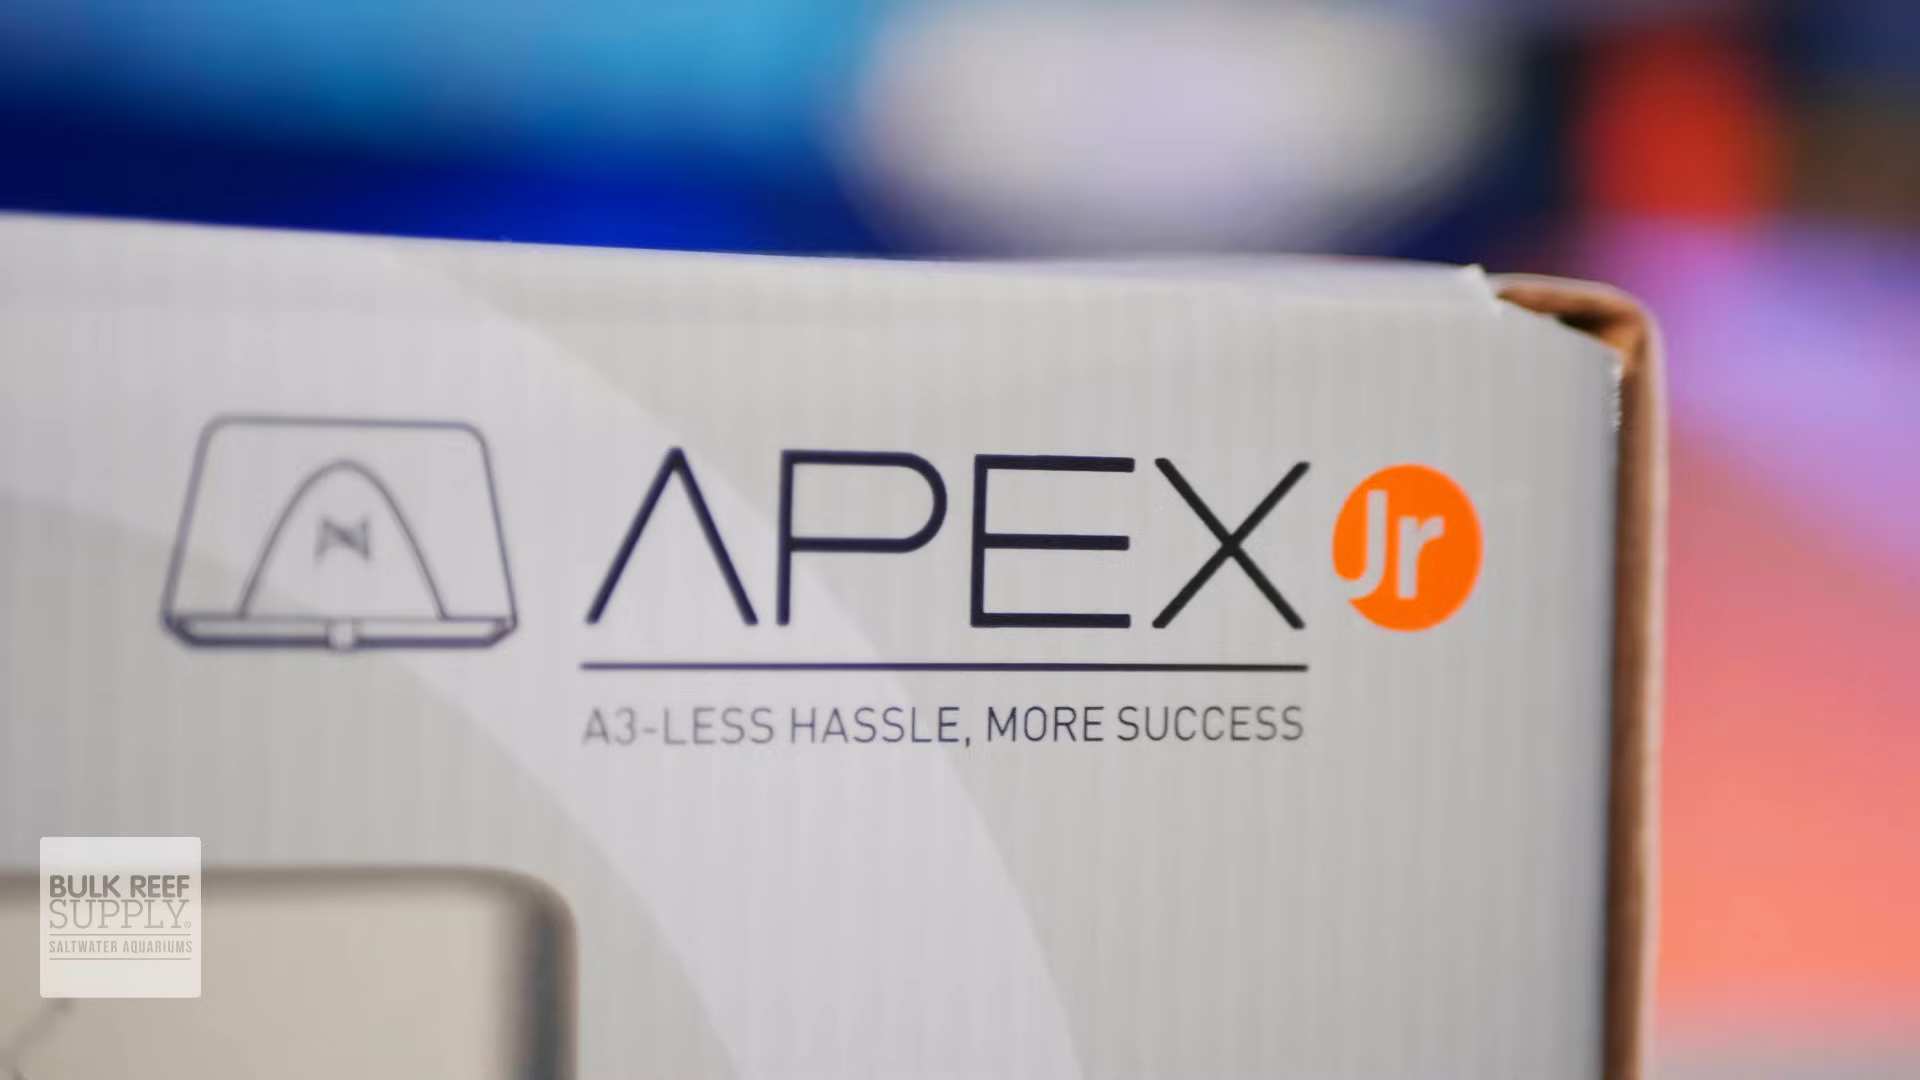 APEX Jr
A3-LESS HASSLE, MORE SUCCESS
BULK REEF
SUPPLY®
SALTWATER AQUARIUMS